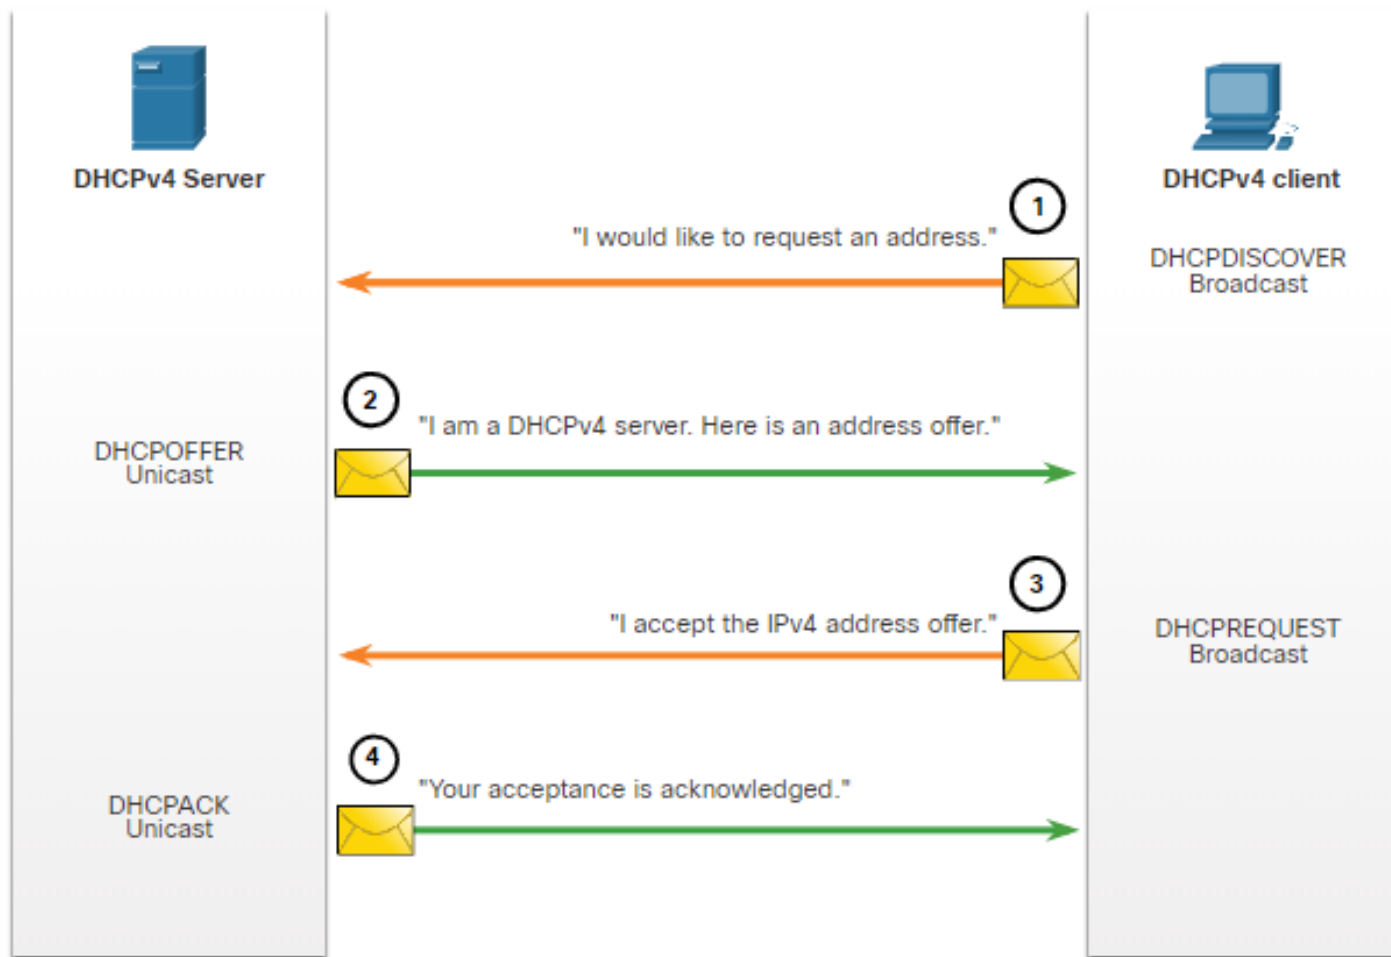 DHCPv4 Server
DHCPv4 client
1
"I would like to request an address."
DHCPDISCOVER
Broadcast
2
"I am a DHCPv4 server. Here is an address offer."
DHCPOFFER
Unicast
3
"I accept the IPv4 address offer."
DHCPREQUEST
Broadcast
4
"Your acceptance is acknowledged."
DHCPACK
Unicast